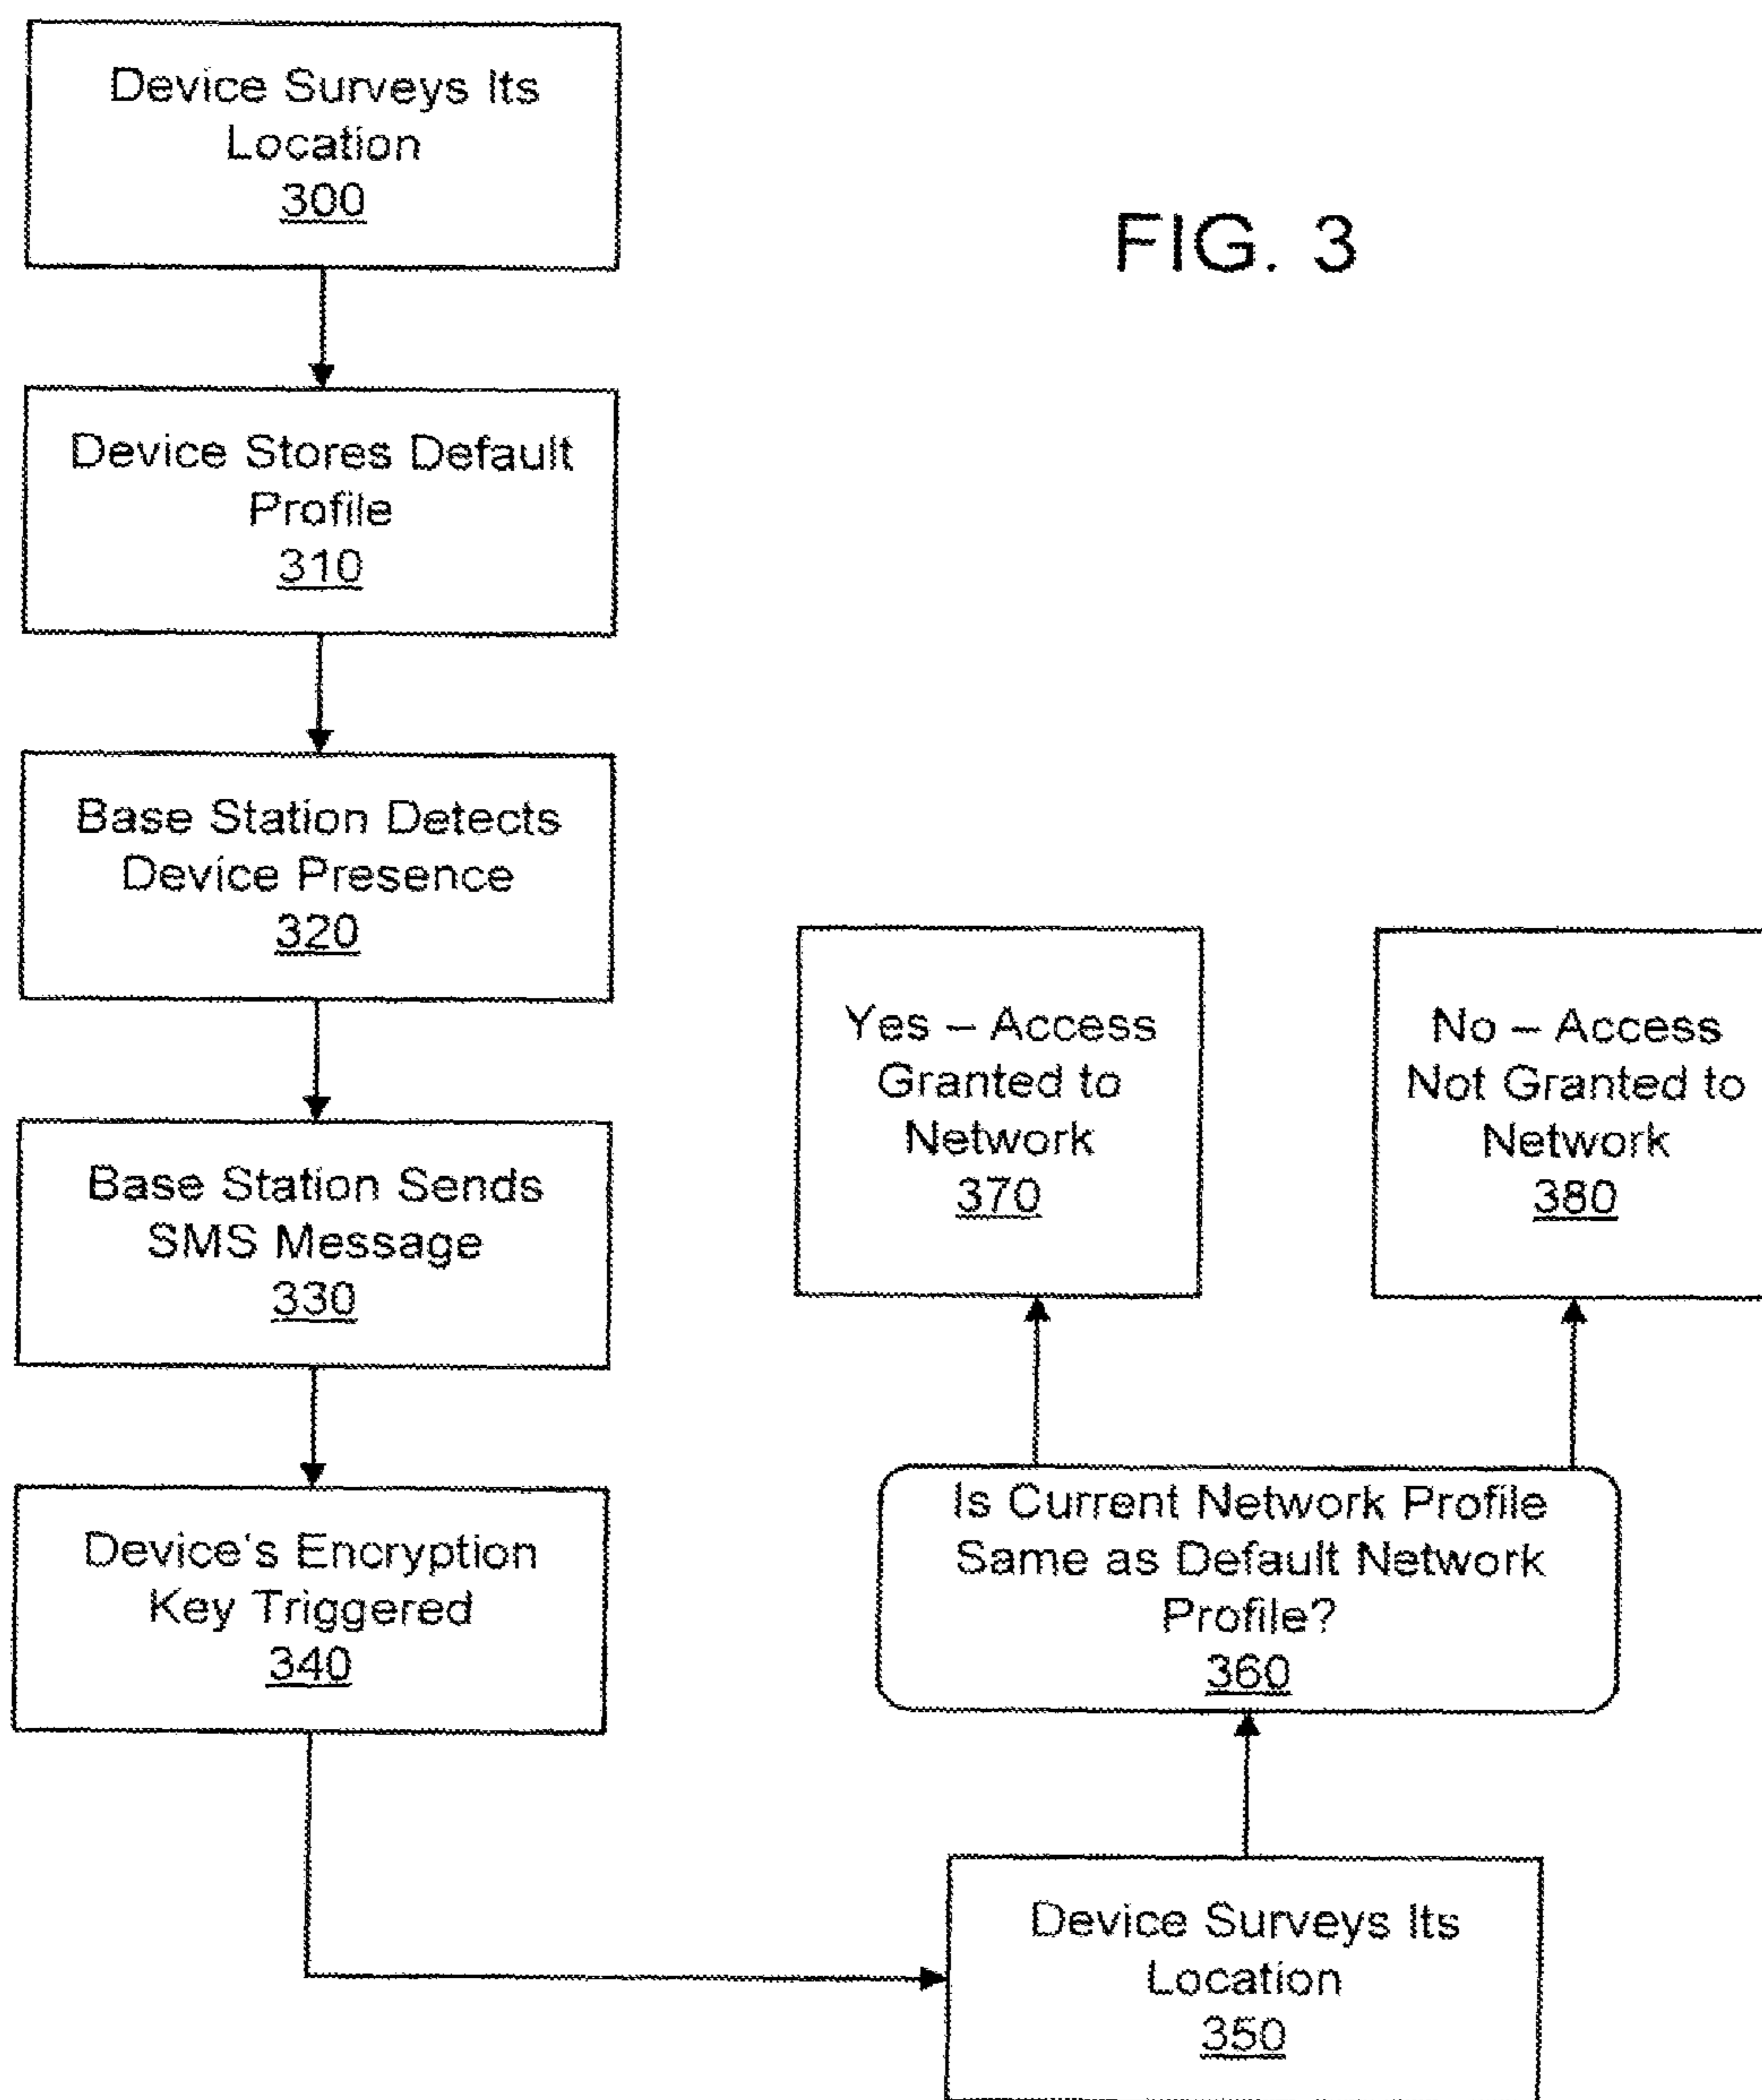 FIG. 3
Device Surveys Its
Location
300
Device Stores Default
Profile
310
Base Station Detects
Device Presence
320
Base Station Sends
SMS Message
330
Device's Encryption
Key Triggered
340
Device Surveys Its
Location
350
Is Current Network Profile
Same as Default Network
Profile?
360
Yes – Access
Granted to
Network
370
No – Access
Not Granted to
Network
380